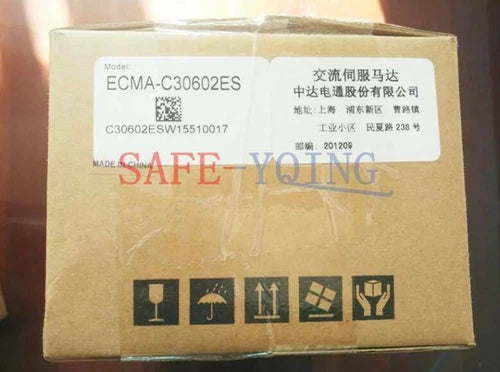 Model:
ECMA-C30602ES
C30602ESW15510017
MADE IN CHINA
交流伺服马达
中达电通股份有限公司
地址:上海 浦东新区 曹路镇
工业小区 民夏路 238 号
邮编: 201209
SAFE-YQING